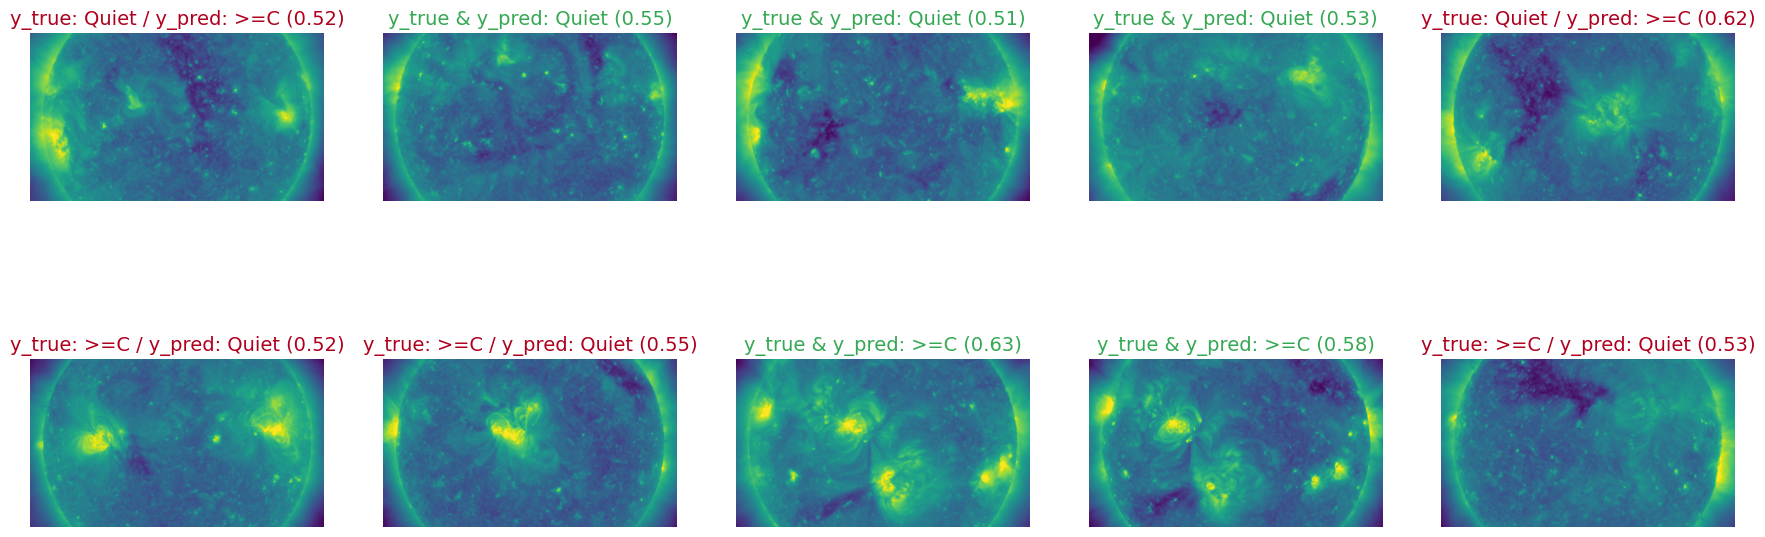 y_true: Quiet / y_pred: >=C (0.52)
y_true & y_pred: Quiet (0.55)
y_true & y_pred: Quiet (0.51)
y_true & y_pred: Quiet (0.53)
y_true: Quiet / y_pred: >=C (0.62)
y_true: >=C / y_pred: Quiet (0.52)
y_true: >=C / y_pred: Quiet (0.55)
y_true & y_pred: >=C (0.63)
y_true & y_pred: >=C (0.58)
y_true: >=C / y_pred: Quiet (0.53)